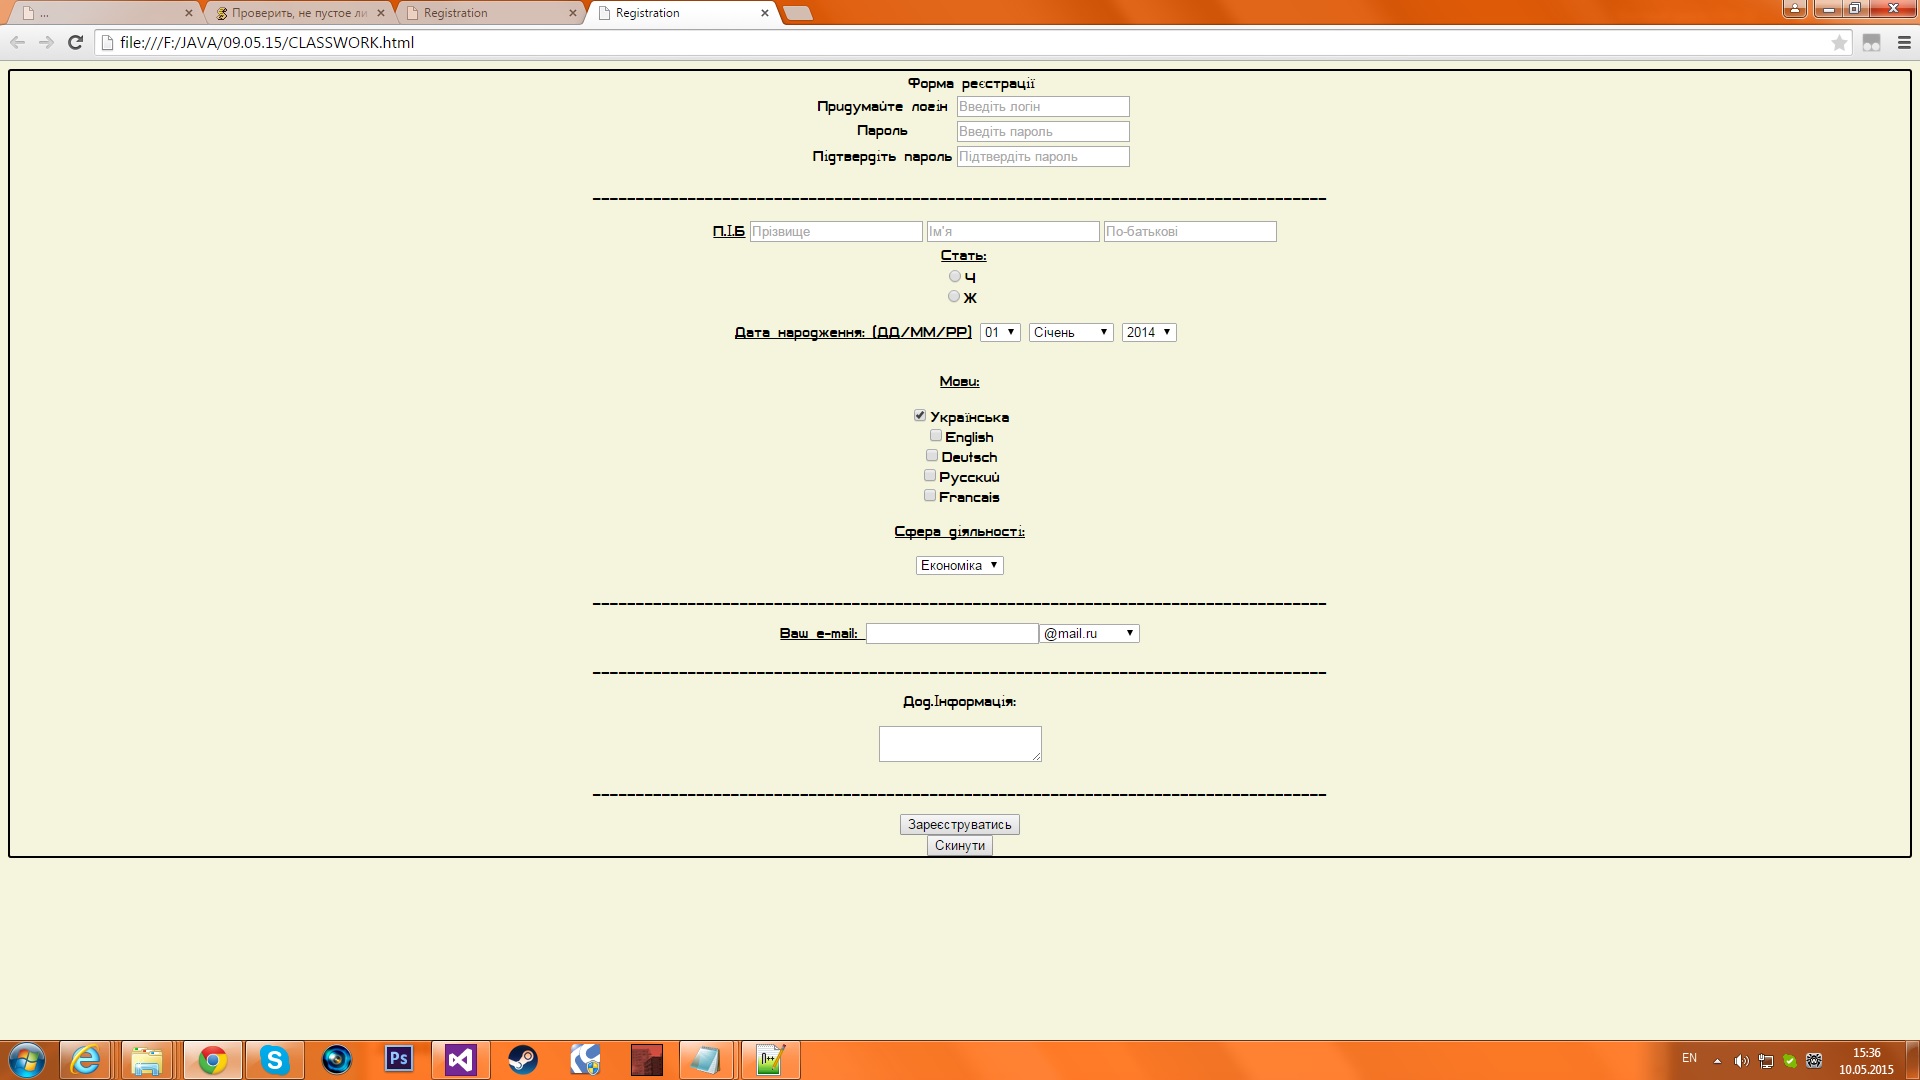 ...
Проверить, не пустое ли
Registration
Registration
file:///F:/JAVA/09.05.15/CLASSWORK.html
Форма реєстрації
Придумайте логін Введіть логін
Пароль Введіть пароль
Підтвердіть пароль Підтвердіть пароль
П.І.Б Прізвище Ім'я По-батькові
Стать:
Ч
Ж
Дата народження: (ДД/ММ/РР) 01 Січень 2014
Мови:
Українська
English
Deutsch
Русский
Francais
Сфера діяльності:
Економіка
Ваш e-mail: @mail.ru
Дод.Інформація:
Зареєструватись
Скинути
Ps
EN
15:36
10.05.2015